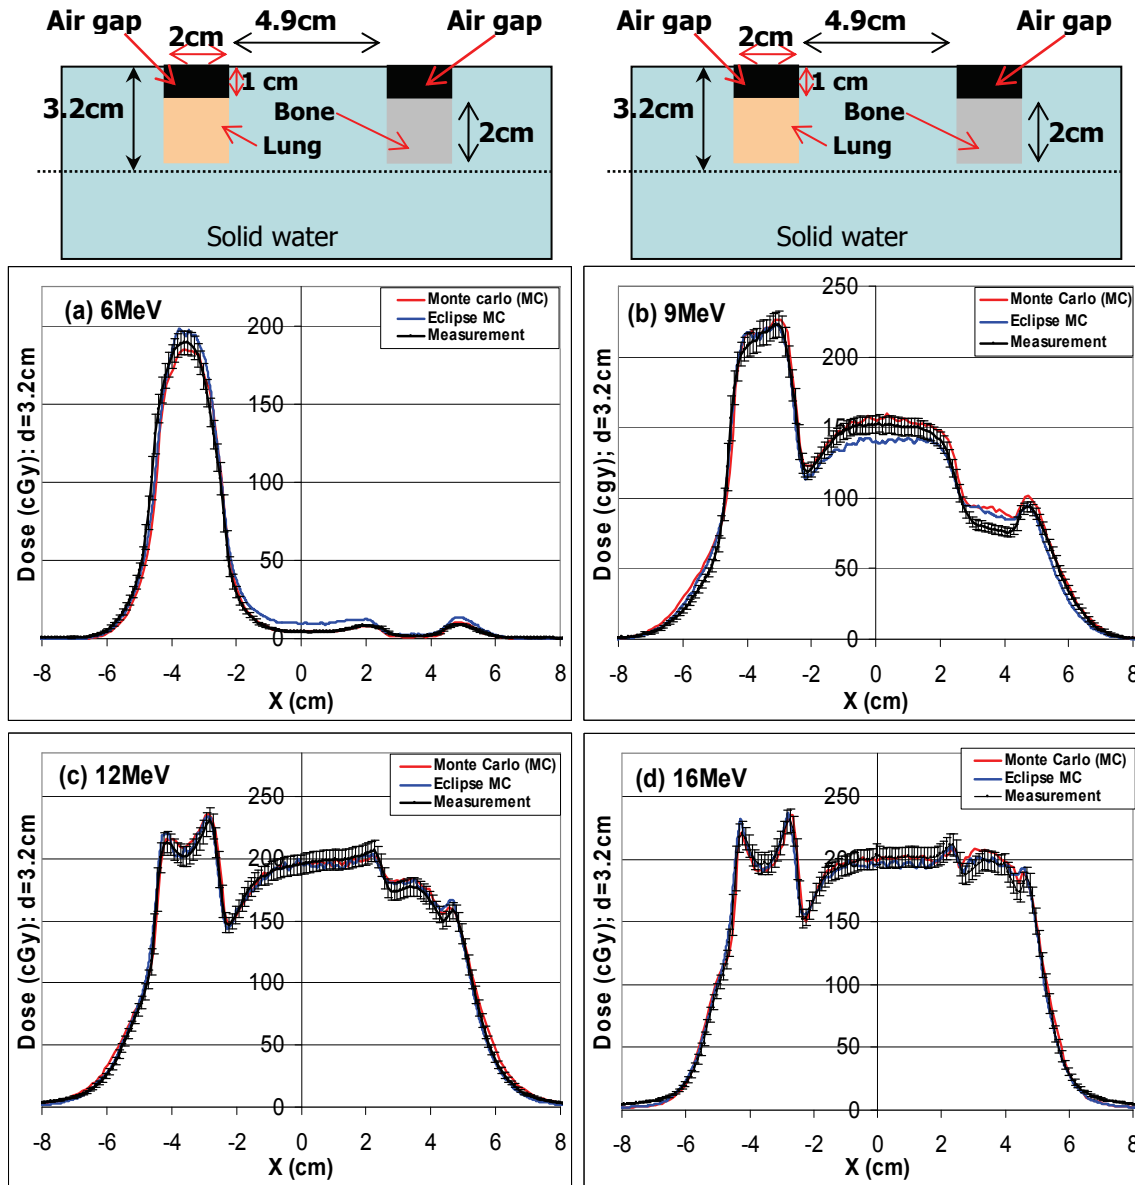 Air gap
4.9cm
Air gap
2cm
1 cm
3.2cm
Bone
2cm
Lung
Solid water
Air gap
4.9cm
Air gap
2cm
1 cm
3.2cm
Bone
2cm
Lung
Solid water
(a) 6MeV
Monte carlo (MC)
Eclipse MC
Measurement
Dose (cGy): d=3.2cm
200
150
100
50
0
-8 -6 -4 -2 0 2 4 6 8
X (cm)
(b) 9MeV
Monte Carlo (MC)
Eclipse MC
Measurement
Dose (cgy); d=3.2cm
250
200
150
100
50
0
-8 -6 -4 -2 0 2 4 6 8
X (cm)
(c) 12MeV
Monte Carlo (MC)
Eclipse MC
Measurement
Dose (cGy): d=3.2cm
250
200
150
100
50
0
-8 -6 -4 -2 0 2 4 6 8
X (cm)
(d) 16MeV
Monte Carlo (MC)
Eclipse MC
Measurement
Dose (cGy; d=3.2cm
250
200
150
100
50
0
-8 -6 -4 -2 0 2 4 6 8
X (cm)